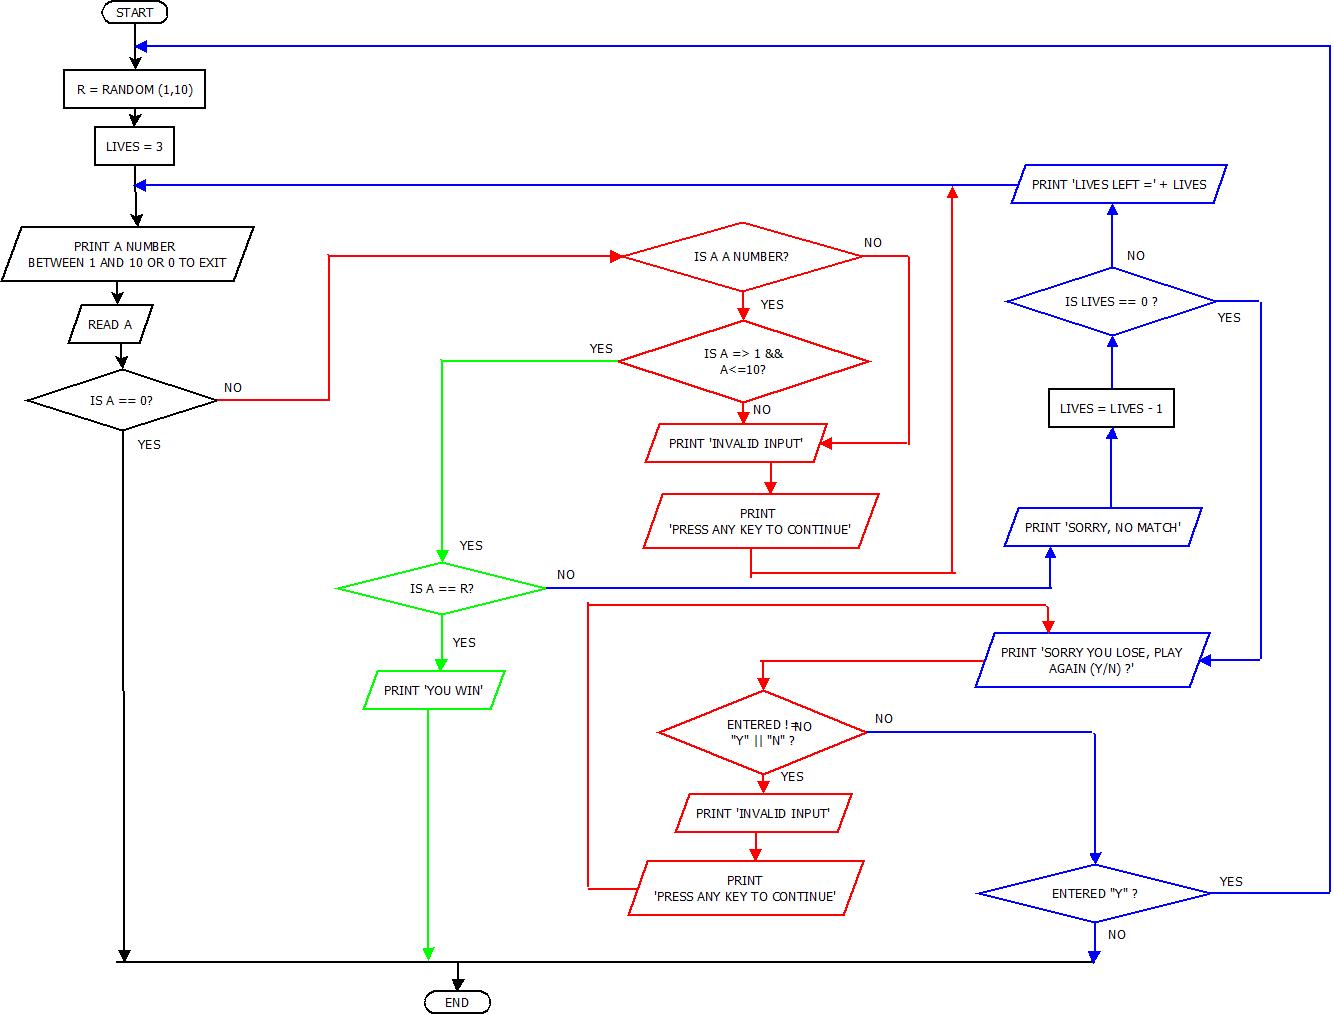 START
R = RANDOM (1,10)
LIVES = 3
PRINT A NUMBER
BETWEEN 1 AND 10 OR 0 TO EXIT
READ A
IS A == 0?
NO
YES
IS A A NUMBER?
NO
YES
IS A => 1 &&
A<=10?
YES
NO
PRINT 'INVALID INPUT'
PRINT
'PRESS ANY KEY TO CONTINUE'
YES
IS A == R?
NO
YES
PRINT 'YOU WIN'
PRINT 'LIVES LEFT =' + LIVES
NO
IS LIVES == 0 ?
YES
LIVES = LIVES - 1
PRINT 'SORRY, NO MATCH'
PRINT 'SORRY YOU LOSE, PLAY
AGAIN (Y/N) ?'
ENTERED !=
NO
"Y" || "N" ?
NO
YES
PRINT 'INVALID INPUT'
PRINT
'PRESS ANY KEY TO CONTINUE'
ENTERED "Y" ?
YES
NO
END